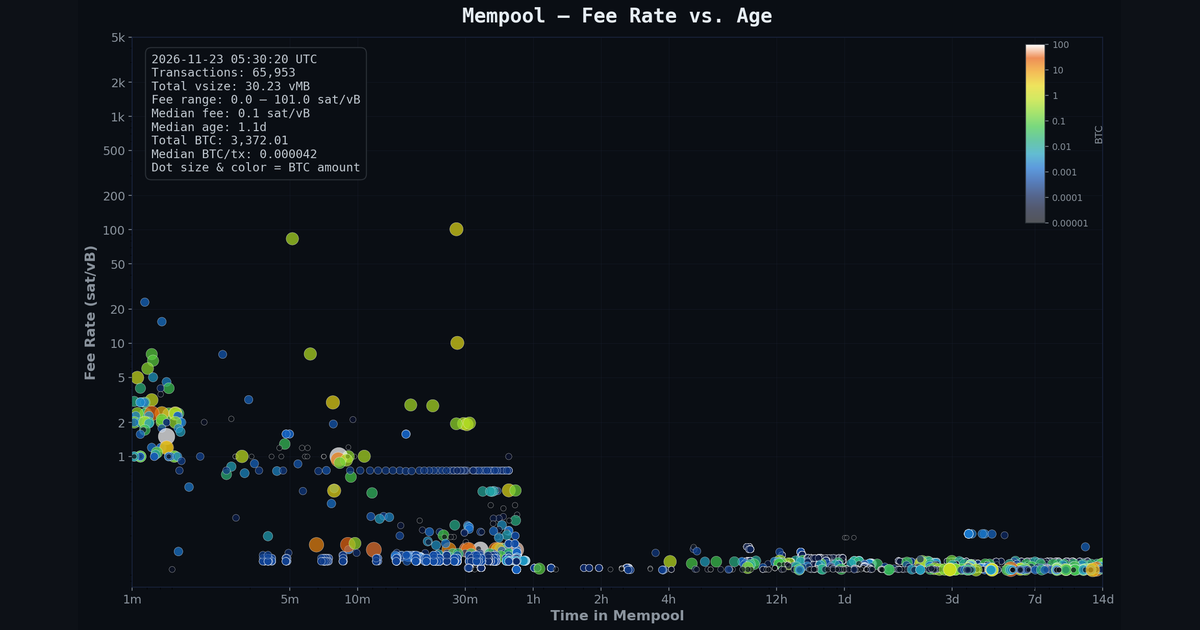 Mempool — Fee Rate vs. Age
2026-11-23 05:30:20 UTC
Transactions: 65,953
Total vsize: 30.23 vMB
Fee range: 0.0 — 101.0 sat/vB
Median fee: 0.1 sat/vB
Median age: 1.1d
Total BTC: 3,372.01
Median BTC/tx: 0.000042
Dot size & color = BTC amount
100
10
1
0.1
0.01
0.001
0.0001
0.00001
BTC
Fee Rate (sat/vB)
5k
2k
1k
500
200
100
50
20
10
5
2
1
1m
5m
10m
30m
1h
2h
4h
12h
1d
3d
7d
14d
Time in Mempool